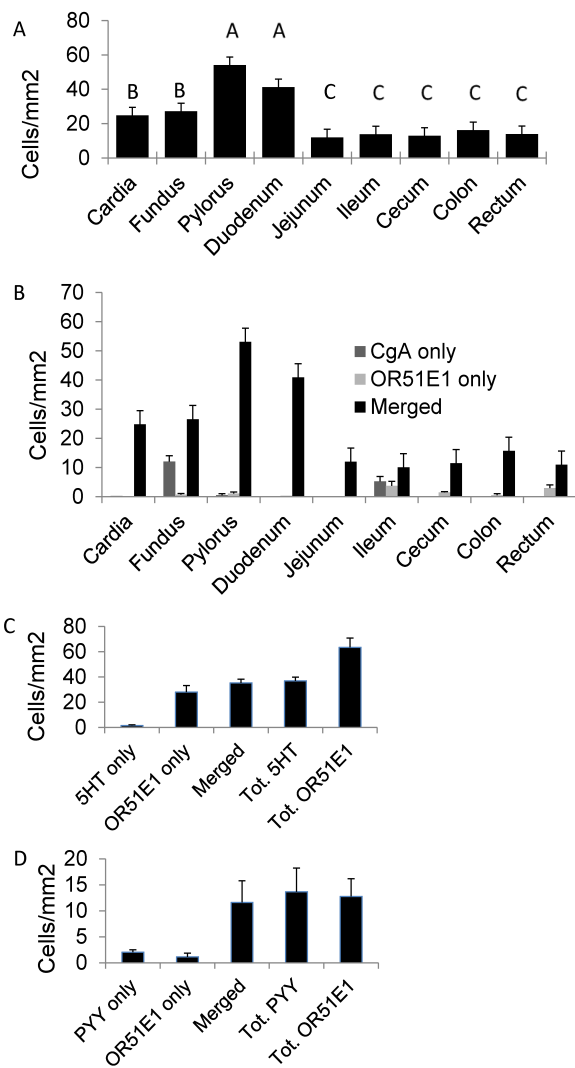 A
Cells/mm2
80
60
40
20
0
B B A A C C C C C
Cardia Fundus Pylorus Duodenum Jejunum Ileum Cecum Colon Rectum
B
Cells/mm2
70
60
50
40
30
20
10
0
CgA only
OR51E1 only
Merged
Cardia Fundus Pylorus Duodenum Jejunum Ileum Cecum Colon Rectum
C
Cells/mm2
80
60
40
20
0
5HT only OR51E1 only Merged Tot. 5HT Tot. OR51E1
D
Cells/mm2
20
15
10
5
0
PYY only OR51E1 only Merged Tot. PYY Tot. OR51E1